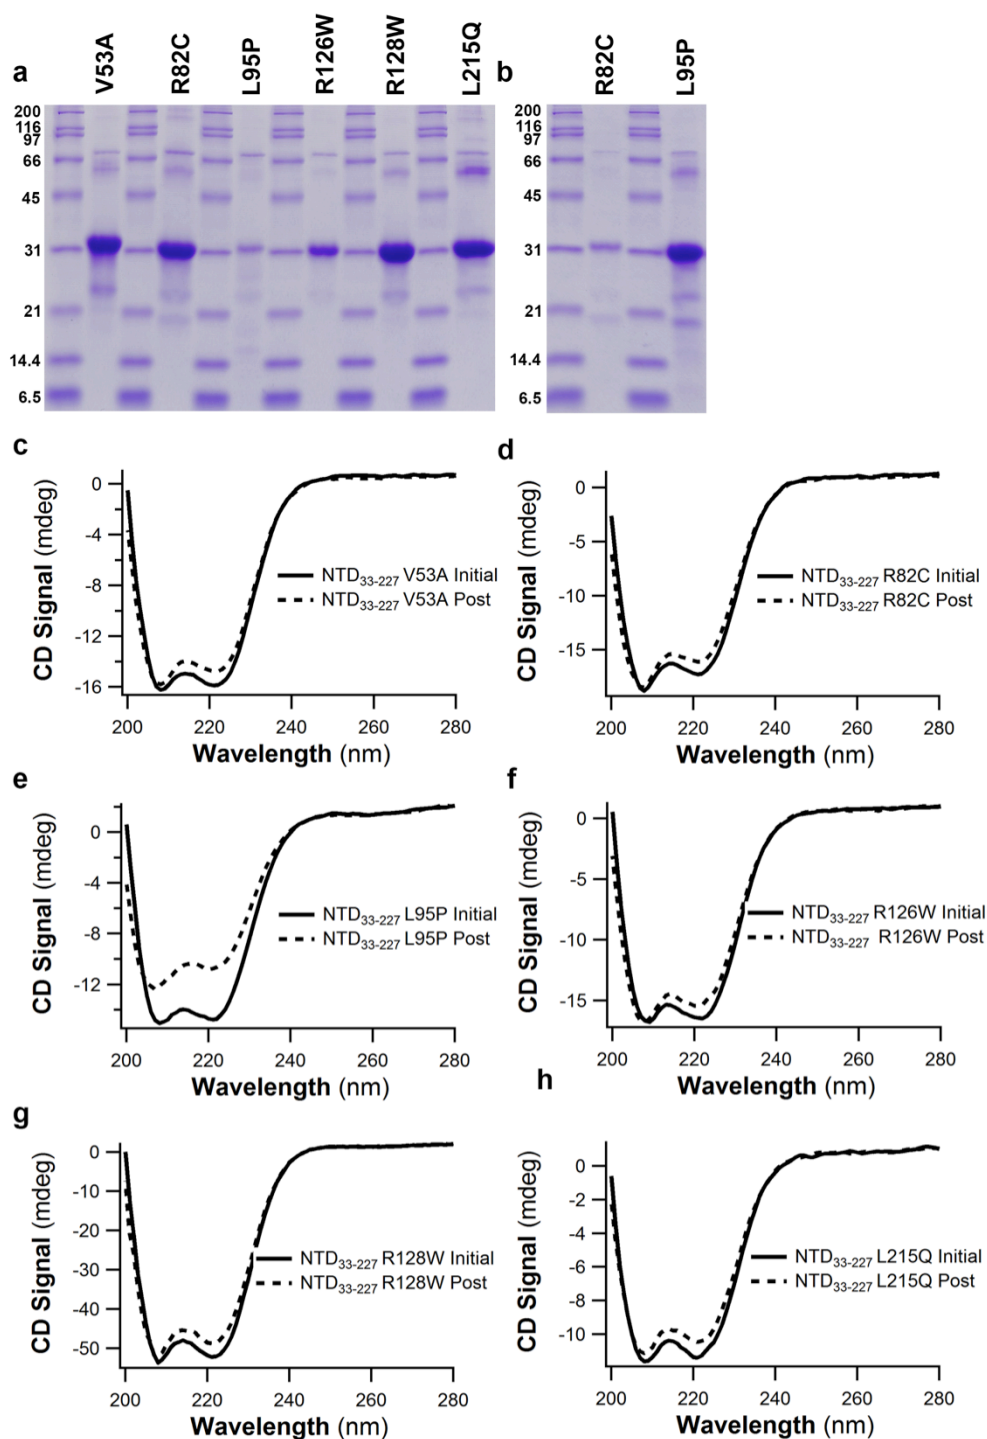 a
V53A
R82C
L95P
R126W
R128W
L215Q
b
R82C
L95P
200
116
97
66
45
31
21
14.4
6.5
200
116
97
66
45
31
21
14.4
6.5
c
CD Signal (mdeg)
0
-4
-8
-12
-14
-16
NTD33-227 V53A Initial
NTD33-227 V53A Post
200 220 240 260 280
Wavelength (nm)
d
CD Signal (mdeg)
0
-5
-10
-15
NTD33-227 R82C Initial
NTD33-227 R82C Post
200 220 240 260 280
Wavelength (nm)
e
CD Signal (mdeg)
0
-4
-8
-12
NTD33-227 L95P Initial
NTD33-227 L95P Post
200 220 240 260 280
Wavelength (nm)
f
CD Signal (mdeg)
0
-5
-10
-15
NTD33-227 R126W Initial
NTD33-227 R126W Post
200 220 240 260 280
Wavelength (nm)
g
CD Signal (mdeg)
0
-10
-20
-30
-40
-50
NTD33-227 R128W Initial
NTD33-227 R128W Post
200 220 240 260 280
Wavelength (nm)
h
CD Signal (mdeg)
0
-2
-4
-6
-8
-10
NTD33-227 L215Q Initial
NTD33-227 L215Q Post
200 220 240 260 280
Wavelength (nm)